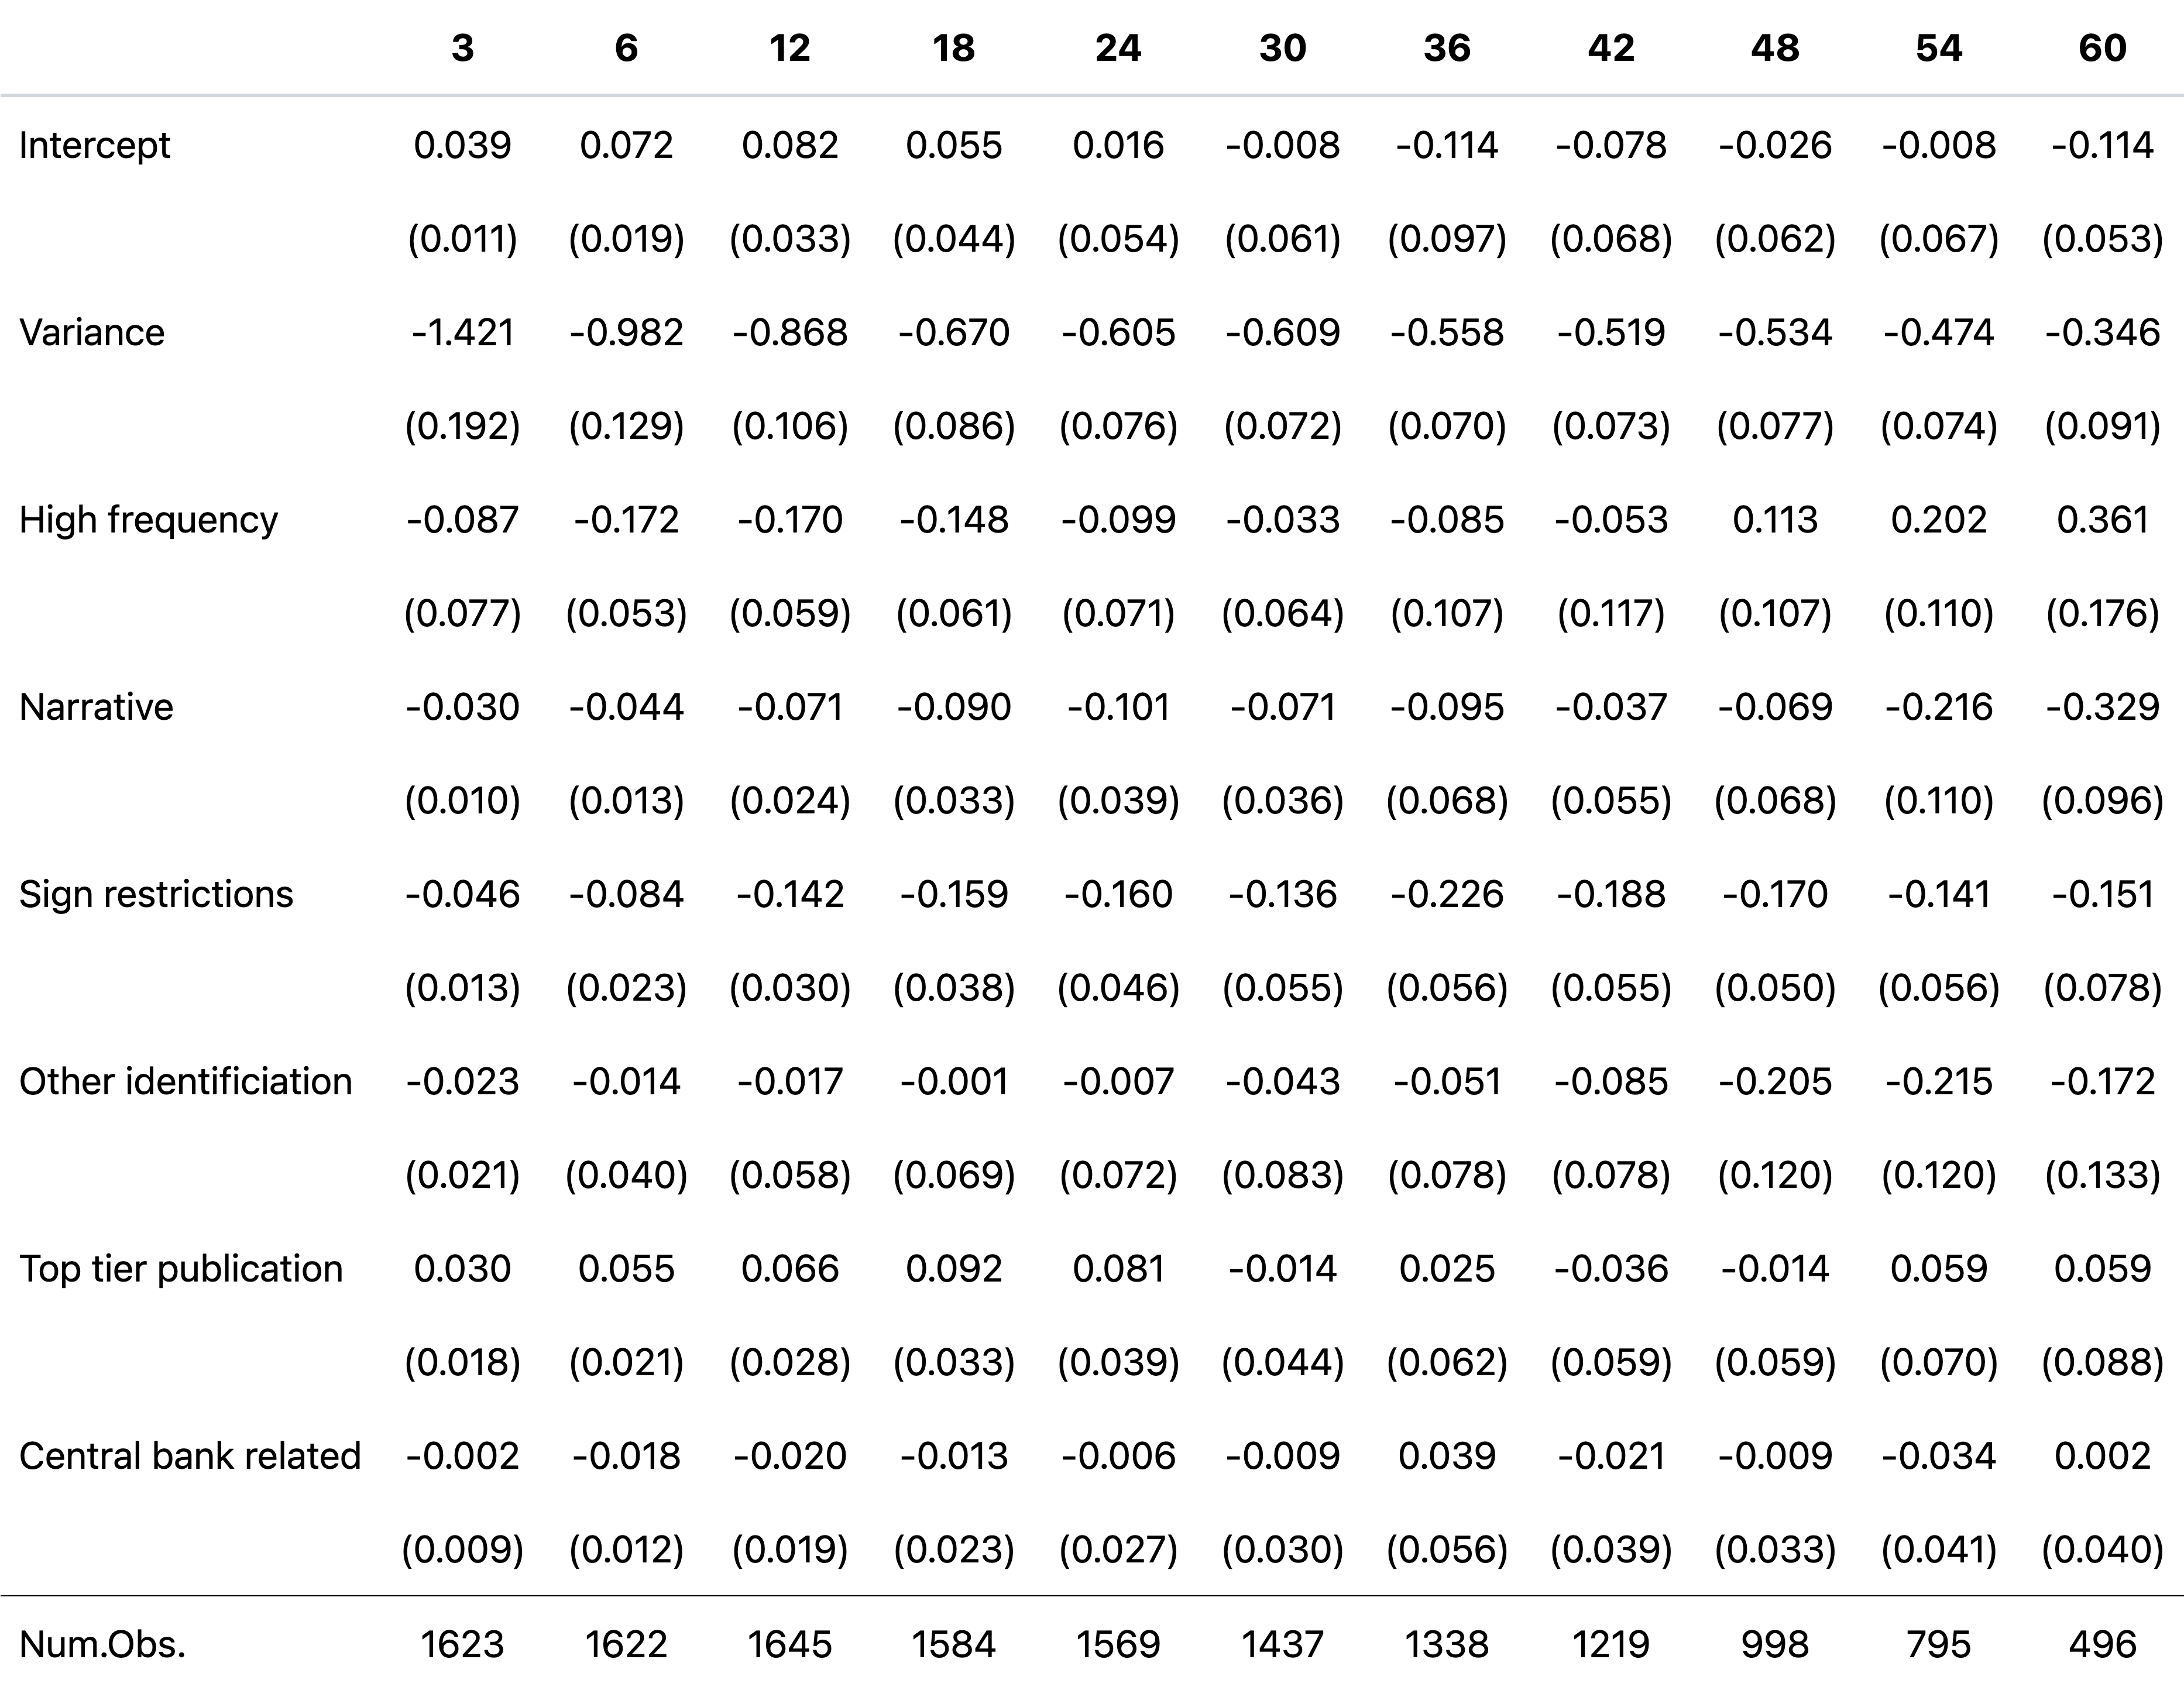 3 6 12 18 24 30 36 42 48 54 60
Intercept 0.039 0.072 0.082 0.055 0.016 -0.008 -0.114 -0.078 -0.026 -0.008 -0.114
(0.011) (0.019) (0.033) (0.044) (0.054) (0.061) (0.097) (0.068) (0.062) (0.067) (0.053)
Variance -1.421 -0.982 -0.868 -0.670 -0.605 -0.609 -0.558 -0.519 -0.534 -0.474 -0.346
(0.192) (0.129) (0.106) (0.086) (0.076) (0.072) (0.070) (0.073) (0.077) (0.074) (0.091)
High frequency -0.087 -0.172 -0.170 -0.148 -0.099 -0.033 -0.085 -0.053 0.113 0.202 0.361
(0.077) (0.053) (0.059) (0.061) (0.071) (0.064) (0.107) (0.117) (0.107) (0.110) (0.176)
Narrative -0.030 -0.044 -0.071 -0.090 -0.101 -0.071 -0.095 -0.037 -0.069 -0.216 -0.329
(0.010) (0.013) (0.024) (0.033) (0.039) (0.036) (0.068) (0.055) (0.068) (0.110) (0.096)
Sign restrictions -0.046 -0.084 -0.142 -0.159 -0.160 -0.136 -0.226 -0.188 -0.170 -0.141 -0.151
(0.013) (0.023) (0.030) (0.038) (0.046) (0.055) (0.056) (0.055) (0.050) (0.056) (0.078)
Other identificiation -0.023 -0.014 -0.017 -0.001 -0.007 -0.043 -0.051 -0.085 -0.205 -0.215 -0.172
(0.021) (0.040) (0.058) (0.069) (0.072) (0.083) (0.078) (0.078) (0.120) (0.120) (0.133)
Top tier publication 0.030 0.055 0.066 0.092 0.081 -0.014 0.025 -0.036 -0.014 0.059 0.059
(0.018) (0.021) (0.028) (0.033) (0.039) (0.044) (0.062) (0.059) (0.059) (0.070) (0.088)
Central bank related -0.002 -0.018 -0.020 -0.013 -0.006 -0.009 0.039 -0.021 -0.009 -0.034 0.002
(0.009) (0.012) (0.019) (0.023) (0.027) (0.030) (0.056) (0.039) (0.033) (0.041) (0.040)
Num.Obs. 1623 1622 1645 1584 1569 1437 1338 1219 998 795 496